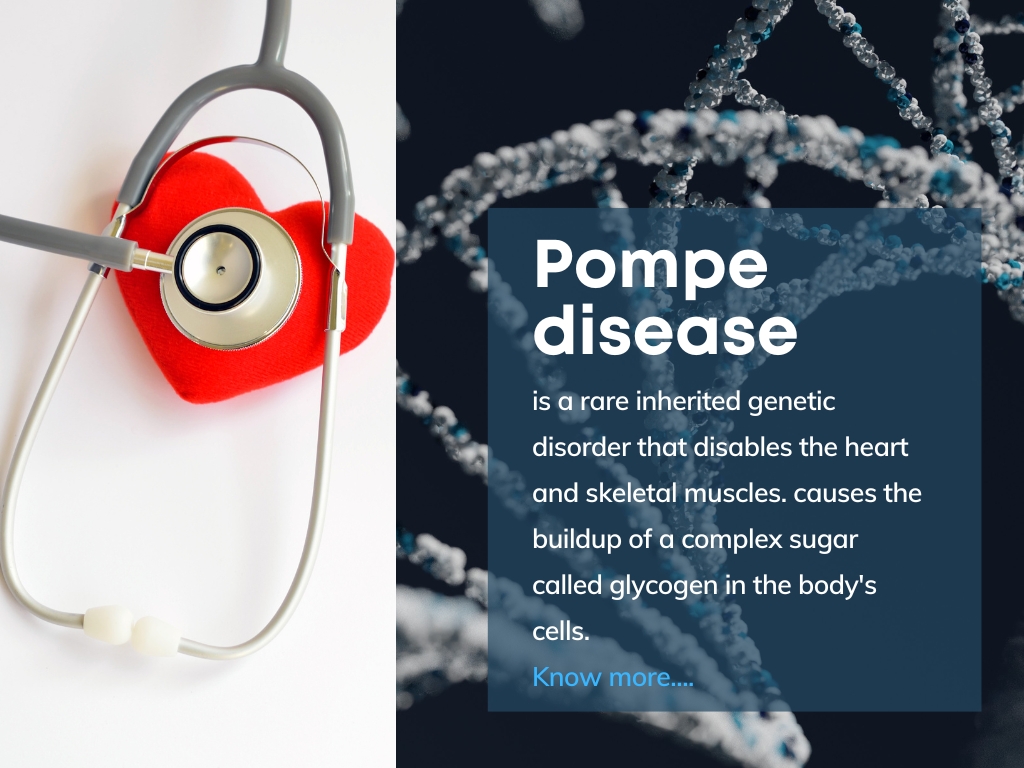 Pompe
disease
is a rare inherited genetic
disorder that disables the heart
and skeletal muscles. causes the
buildup of a complex sugar
called glycogen in the body's
cells.
Know more....